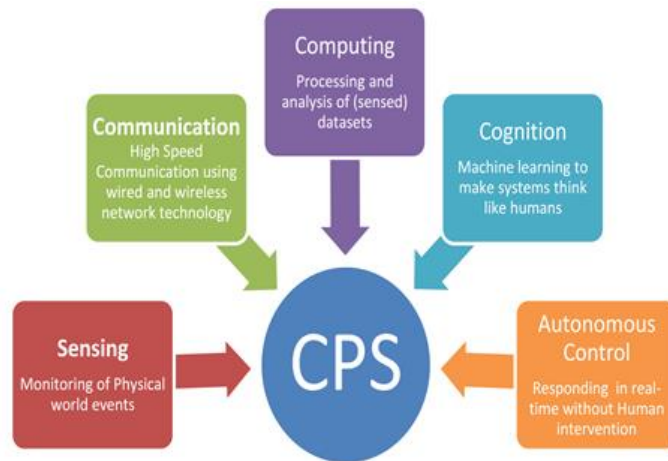 Computing
Processing and
analysis of (sensed)
datasets
Communication
High Speed
Communication using
wired and wireless
network technology
Cognition
Machine learning to
make systems think
like humans
Sensing
Monitoring of Physical
world events
CPS
Autonomous
Control
Responding in real-
time without Human
intervention